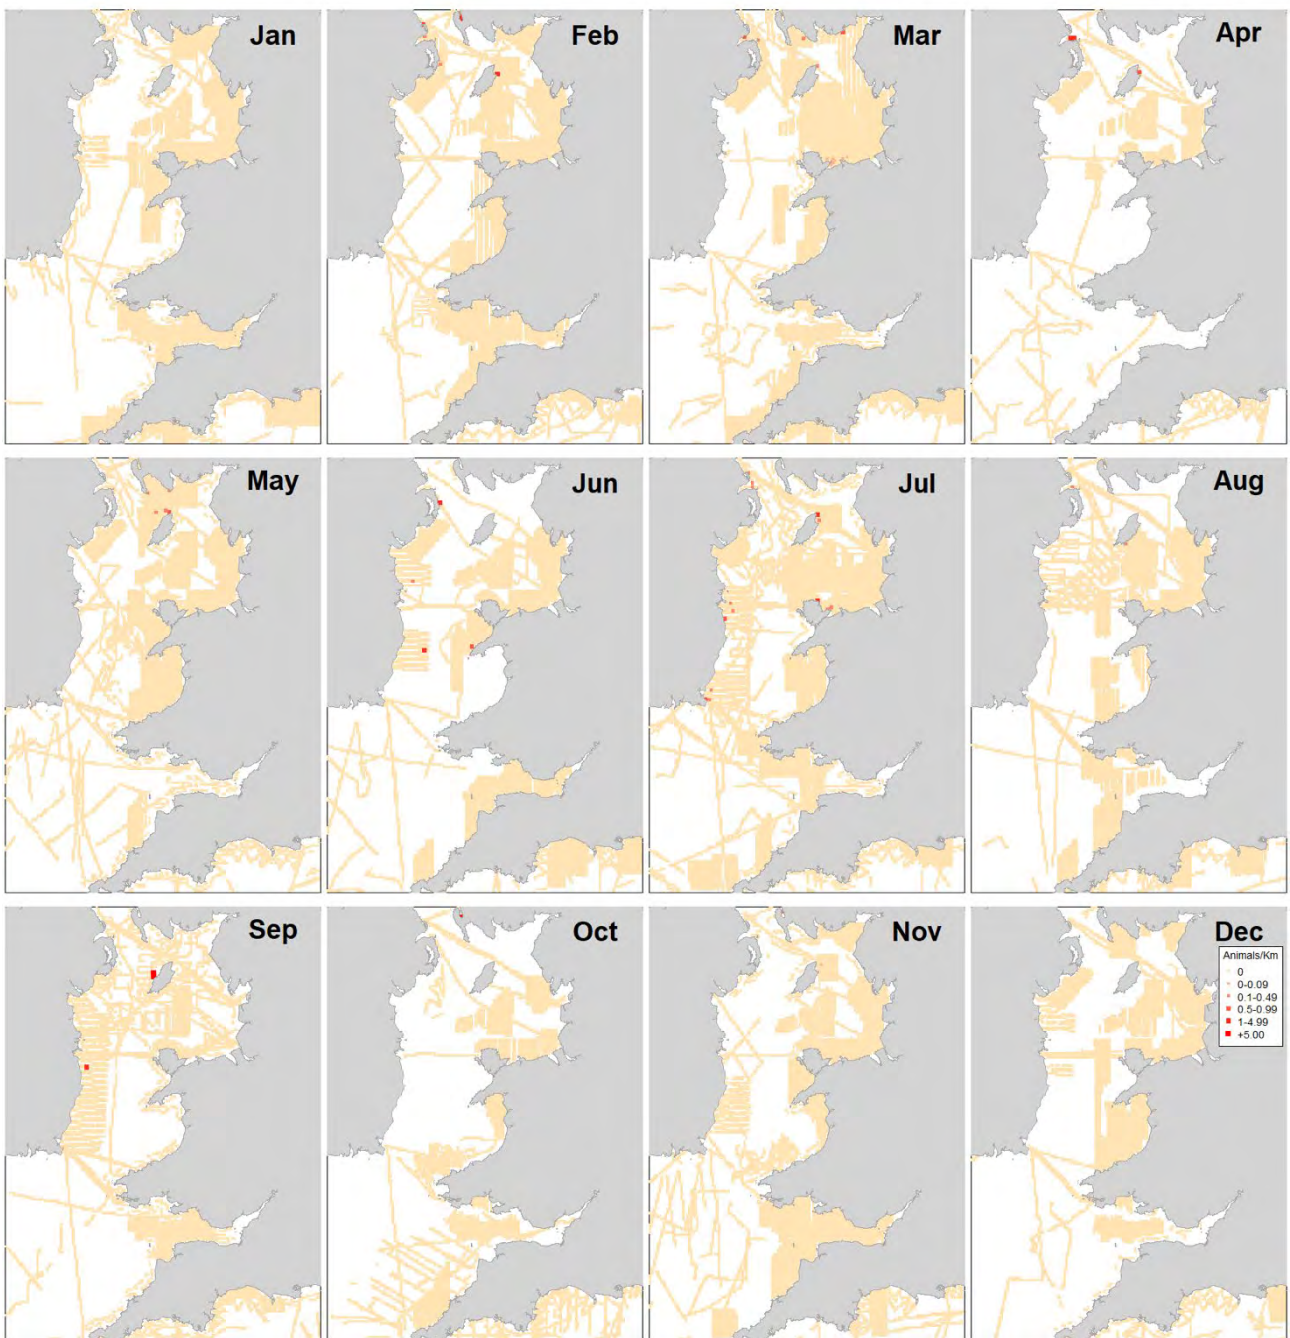 Jan
Feb
Mar
Apr
May
Jun
Jul
Aug
Sep
Oct
Nov
Dec
Animals/Km
0
0-0.09
0.1-0.49
0.5-0.99
1-4.99
+5.00